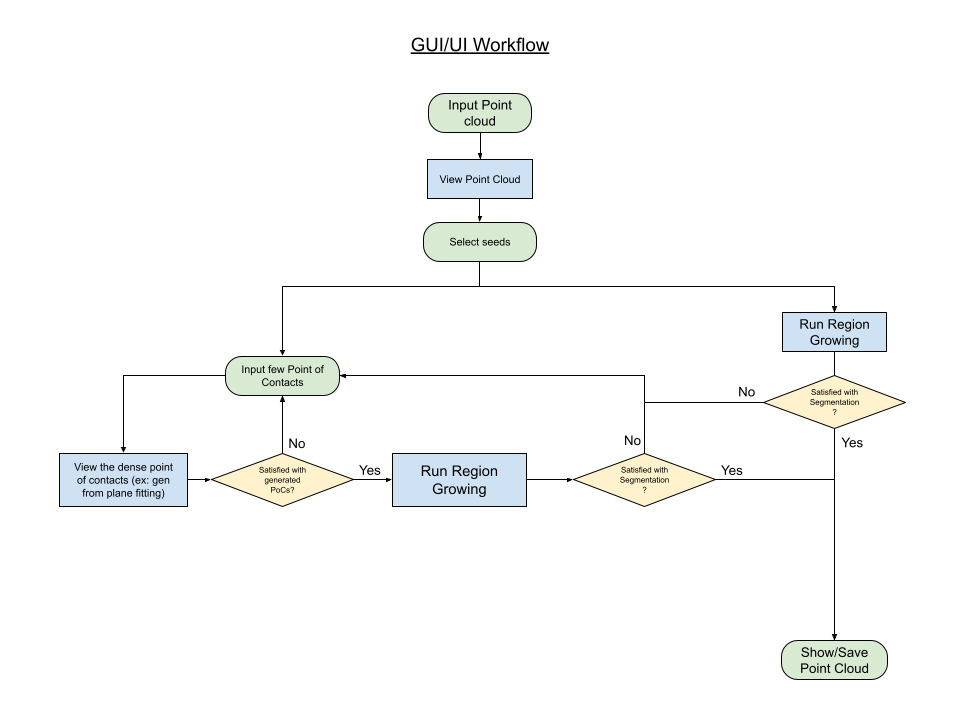 GUI/UI Workflow
Input Point
cloud
View Point Cloud
Select seeds
Run Region
Growing
Input few Point of
Contacts
No
Satisfied with
Segmentation
?
Yes
No
No
View the dense point
of contacts (ex: gen
from plane fitting)
Satisfied with
generated
PoCs?
Yes
Run Region
Growing
Satisfied with
Segmentation
?
Yes
Show/Save
Point Cloud